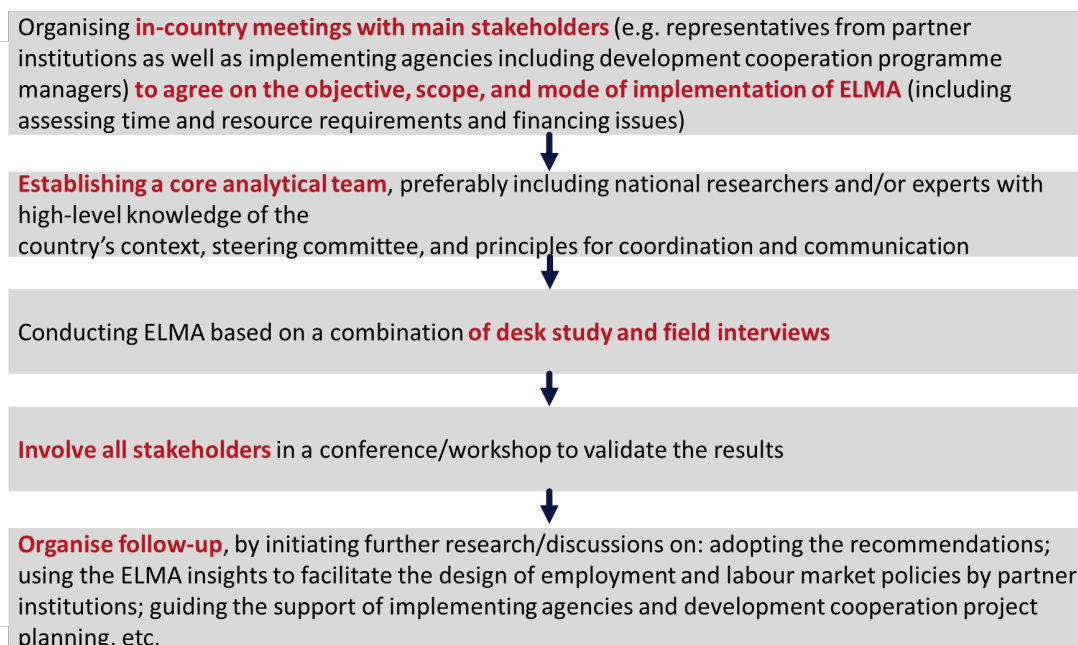 Organising in-country meetings with main stakeholders (e.g. representatives from partner
institutions as well as implementing agencies including development cooperation programme
managers) to agree on the objective, scope, and mode of implementation of ELMA (including
assessing time and resource requirements and financing issues)
Establishing a core analytical team, preferably including national researchers and/or experts with
high-level knowledge of the
country's context, steering committee, and principles for coordination and communication
Conducting ELMA based on a combination of desk study and field interviews
Involve all stakeholders in a conference/workshop to validate the results
Organise follow-up, by initiating further research/discussions on: adopting the recommendations;
using the ELMA insights to facilitate the design of employment and labour market policies by partner
institutions; guiding the support of implementing agencies and development cooperation project
planning, etc.